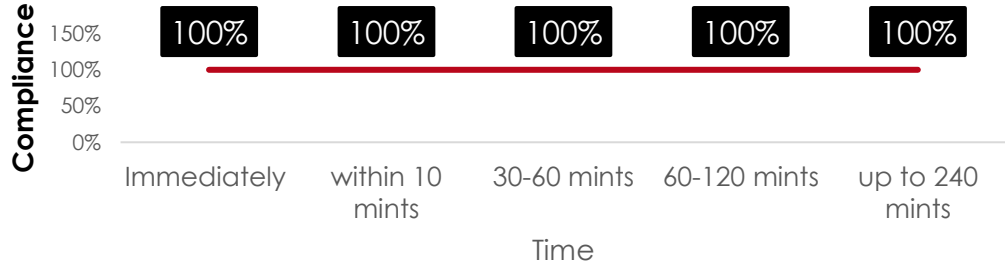 Compliance
150%
100%
50%
0%
100% 100% 100% 100% 100%
Immediately within 10 mints 30-60 mints 60-120 mints up to 240 mints
Time